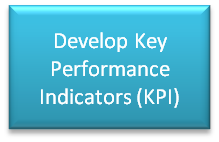 Develop Key
Performance
Indicators (KPI)